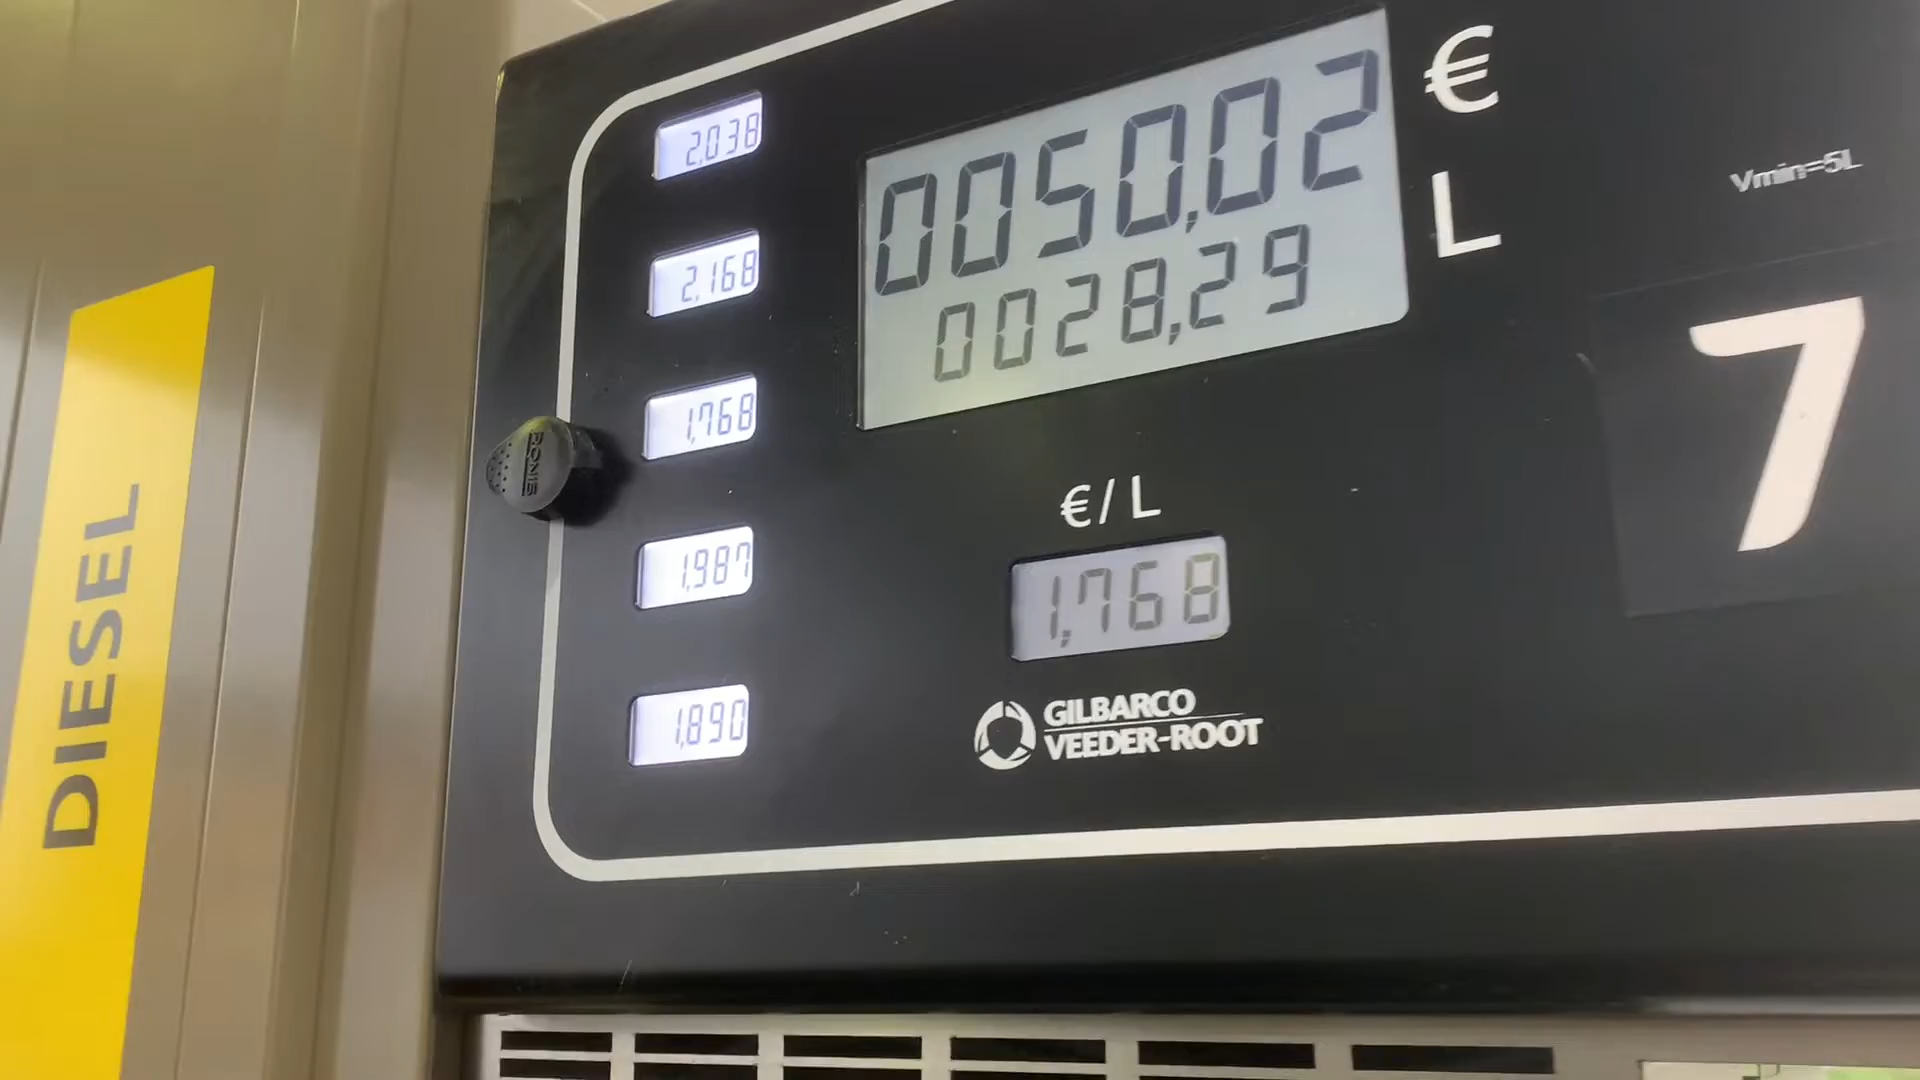 DIESEL
RONIS
2,038
2,168
1,768
1,987
1,890
0050,02
€
0028,29
L
€/L
1,768
GILBARCO
VEEDER-ROOT
Vmin=5L
7